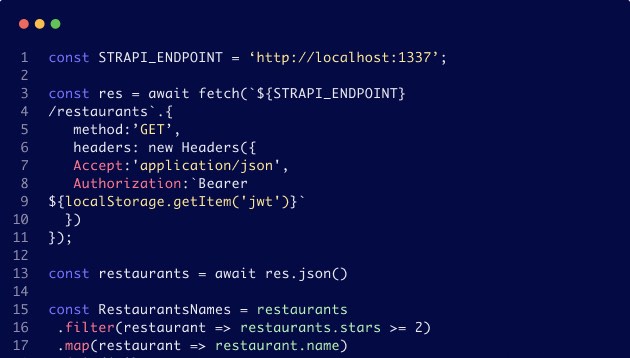 1 const STRAPI_ENDPOINT = ‘http://localhost:1337’;
2
3 const res = await fetch(`${STRAPI_ENDPOINT}
4 /restaurants`.{
5 method:’GET’,
6 headers: new Headers({
7 Accept:'application/json',
8 Authorization:`Bearer
9 ${localStorage.getItem('jwt')}`
10 })
11 });
12
13 const restaurants = await res.json()
14
15 const RestaurantsNames = restaurants
16 .filter(restaurant => restaurants.stars >= 2)
17 .map(restaurant => restaurant.name)